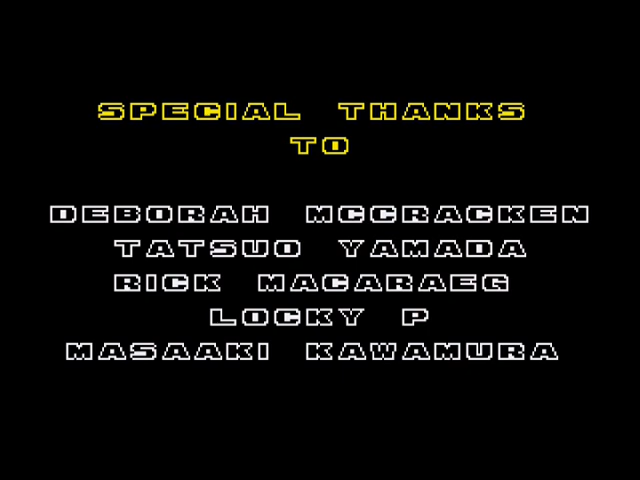 SPECIAL THANKS
TO
DEBORAH MCCRACKEN
TATSUO YAMADA
RICK MACARAEG
LOCKY P
MASAAKI KAWAMURA